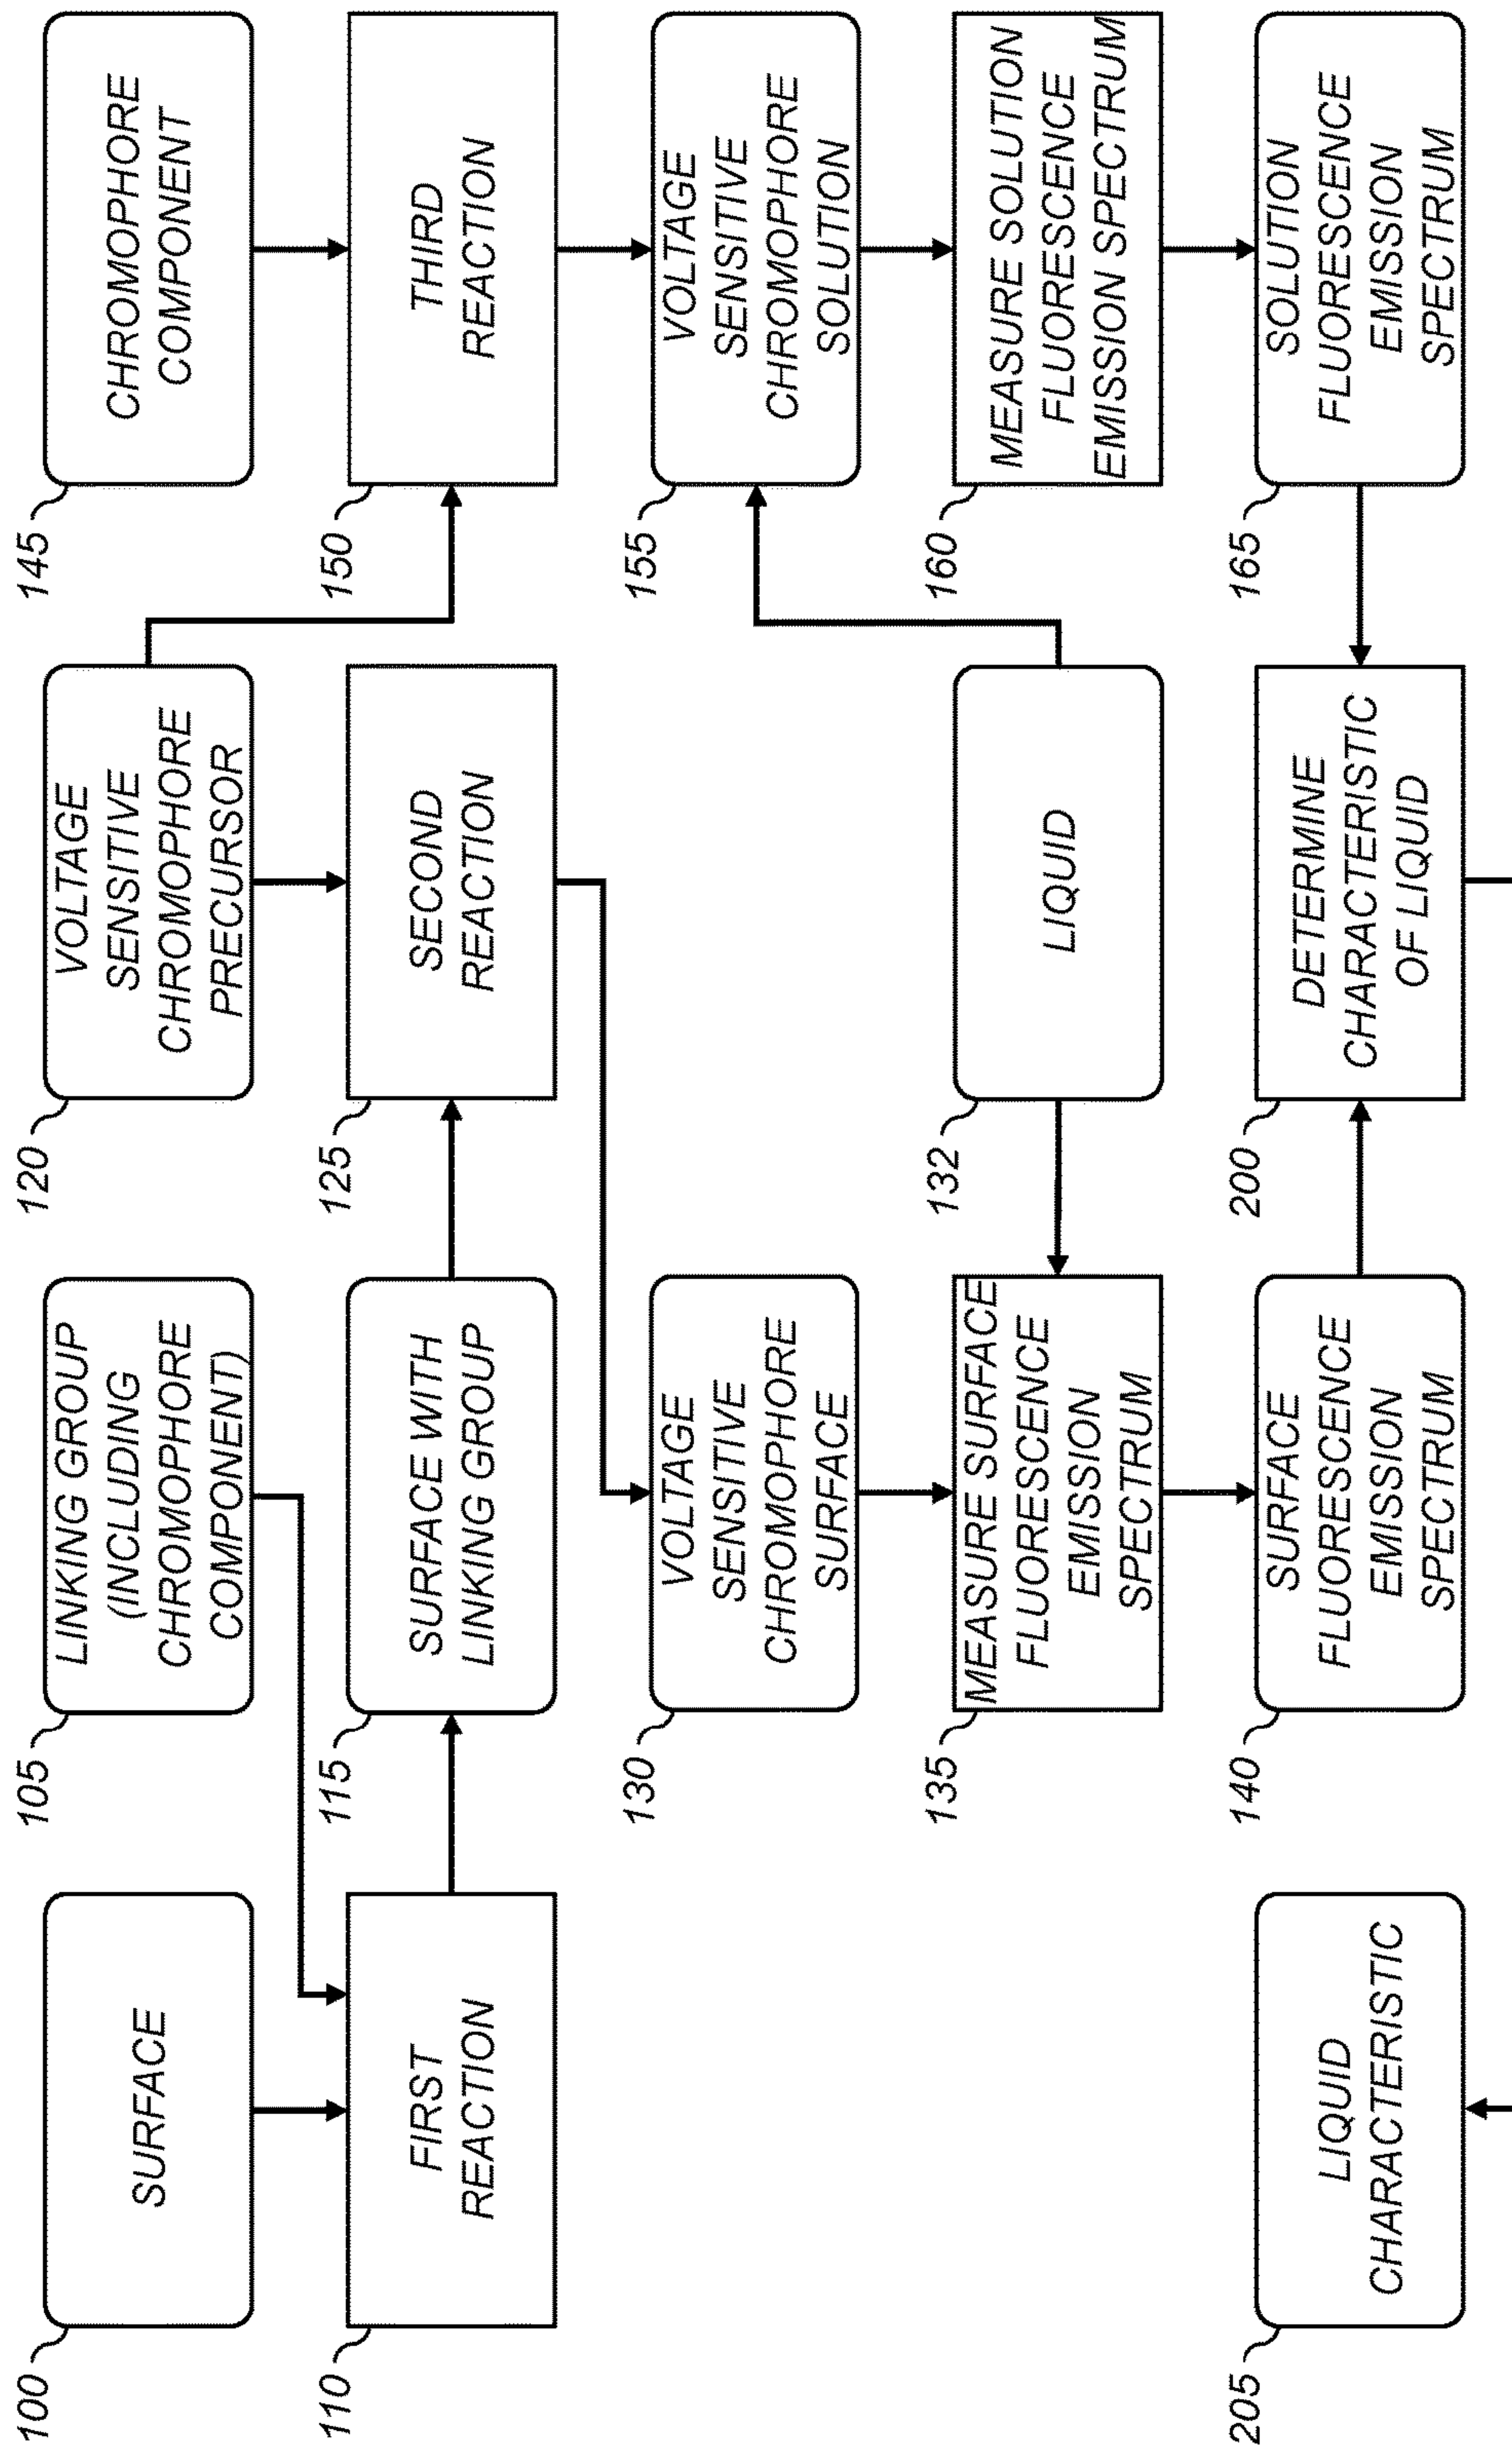 100
SURFACE
105
LINKING GROUP
(INCLUDING
CHROMOPHORE
COMPONENT)
120
VOLTAGE
SENSITIVE
CHROMOPHORE
PRECURSOR
145
CHROMOPHORE
COMPONENT
110
FIRST
REACTION
115
SURFACE WITH
LINKING GROUP
125
SECOND
REACTION
150
THIRD
REACTION
130
VOLTAGE
SENSITIVE
CHROMOPHORE
SURFACE
155
VOLTAGE
SENSITIVE
CHROMOPHORE
SOLUTION
135
MEASURE SURFACE
FLUORESCENCE
EMISSION
SPECTRUM
132
LIQUID
160
MEASURE SOLUTION
FLUORESCENCE
EMISSION SPECTRUM
205
LIQUID
CHARACTERISTIC
140
SURFACE
FLUORESCENCE
EMISSION
SPECTRUM
200
DETERMINE
CHARACTERISTIC
OF LIQUID
165
SOLUTION
FLUORESCENCE
EMISSION
SPECTRUM